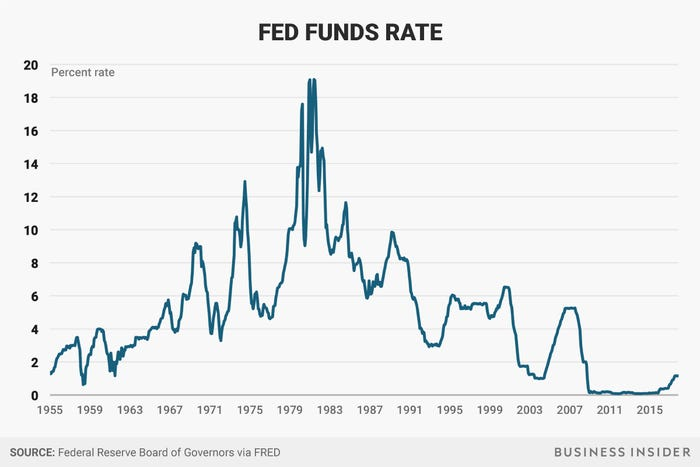 FED FUNDS RATE
20
Percent rate
18
16
14
12
10
8
6
4
2
0
1955 1959 1963 1967 1971 1975 1979 1983 1987 1991 1995 1999 2003 2007 2011 2015
SOURCE: Federal Reserve Board of Governors via FRED
BUSINESS INSIDER